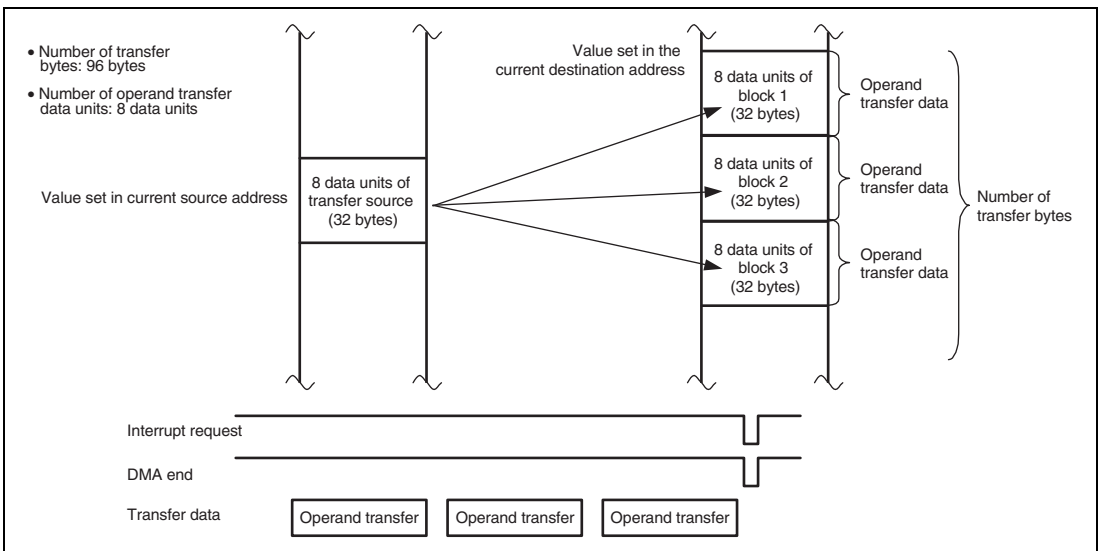 • Number of transfer
bytes: 96 bytes
• Number of operand transfer
data units: 8 data units
Value set in current source address
8 data units of
transfer source
(32 bytes)
Value set in the
current destination address
8 data units of
block 1
(32 bytes)
Operand
transfer data
8 data units of
block 2
(32 bytes)
Operand
transfer data
8 data units of
block 3
(32 bytes)
Operand
transfer data
Number of
transfer bytes
Interrupt request
DMA end
Transfer data
Operand transfer
Operand transfer
Operand transfer